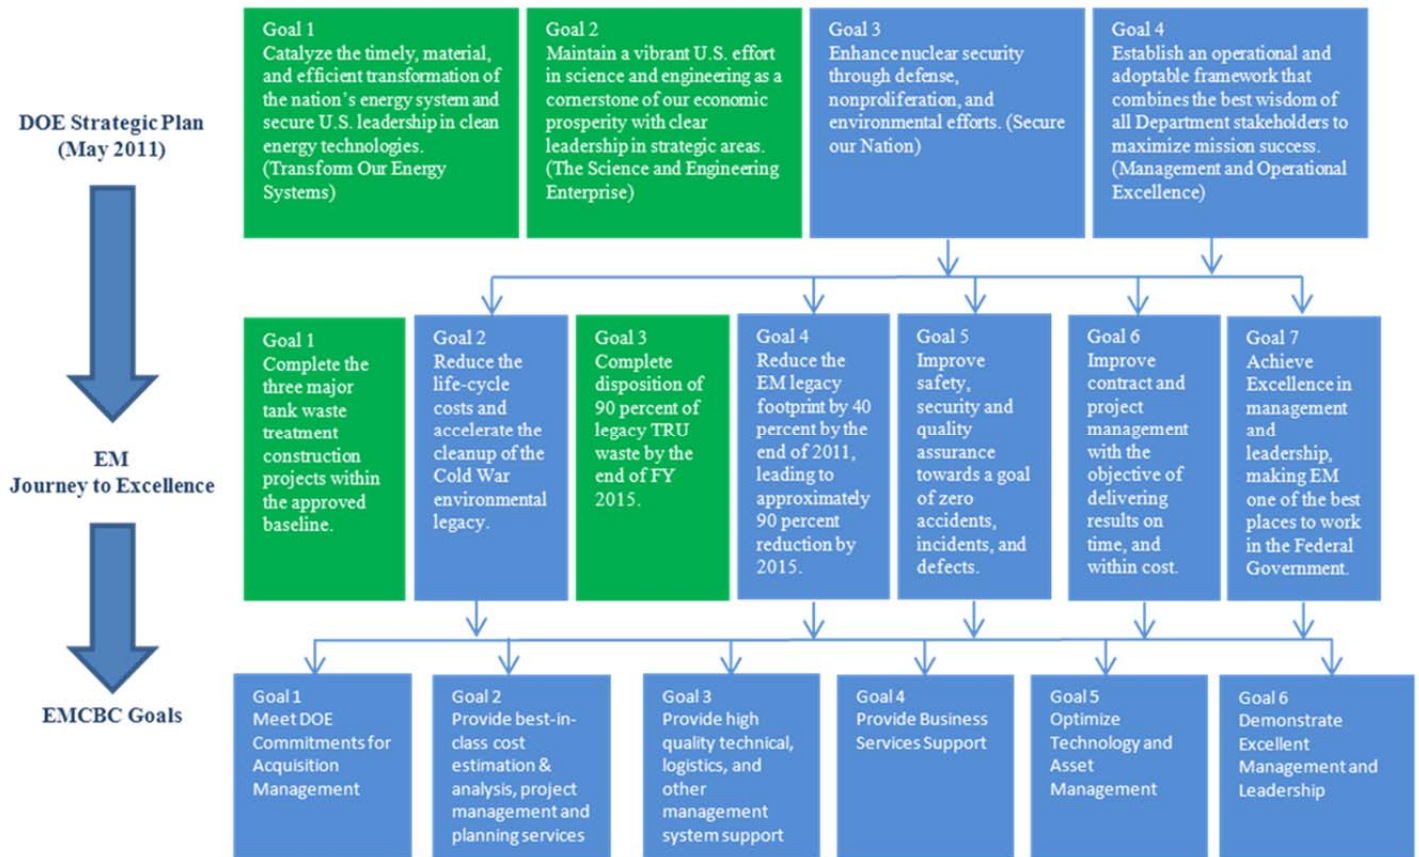 DOE Strategic Plan
(May 2011)
Goal 1
Catalyze the timely, material,
and efficient transformation of
the nation's energy system and
secure U.S. leadership in clean
energy technologies.
(Transform Our Energy
Systems)
Goal 2
Maintain a vibrant U.S. effort
in science and engineering as a
cornerstone of our economic
prosperity with clear
leadership in strategic areas.
(The Science and Engineering
Enterprise)
Goal 3
Enhance nuclear security
through defense,
nonproliferation, and
environmental efforts. (Secure
our Nation)
Goal 4
Establish an operational and
adoptable framework that
combines the best wisdom of
all Department stakeholders to
maximize mission success.
(Management and Operational
Excellence)
EM
Journey to Excellence
Goal 1
Complete the
three major
tank waste
treatment
construction
projects within
the approved
baseline.
Goal 2
Reduce the
life-cycle
costs and
accelerate the
cleanup of the
Cold War
environmental
legacy.
Goal 3
Complete
disposition of
90 percent of
legacy TRU
waste by the
end of FY
2015.
Goal 4
Reduce the
EM legacy
footprint by 40
percent by the
end of 2011,
leading to
approximately
90 percent
reduction by
2015.
Goal 5
Improve
safety,
security and
quality
assurance
towards a goal
of zero
accidents,
incidents, and
defects.
Goal 6
Improve
contract and
project
management
with the
objective of
delivering
results on
time, and
within cost.
Goal 7
Achieve
Excellence in
management
and
leadership,
making EM
one of the best
places to work
in the Federal
Government.
EMCBC Goals
Goal 1
Meet DOE
Commitments for
Acquisition
Management
Goal 2
Provide best-in-
class cost
estimation &
analysis, project
management and
planning services
Goal 3
Provide high
quality technical,
logistics, and
other
management
system support
Goal 4
Provide Business
Services Support
Goal 5
Optimize
Technology and
Asset
Management
Goal 6
Demonstrate
Excellent
Management and
Leadership